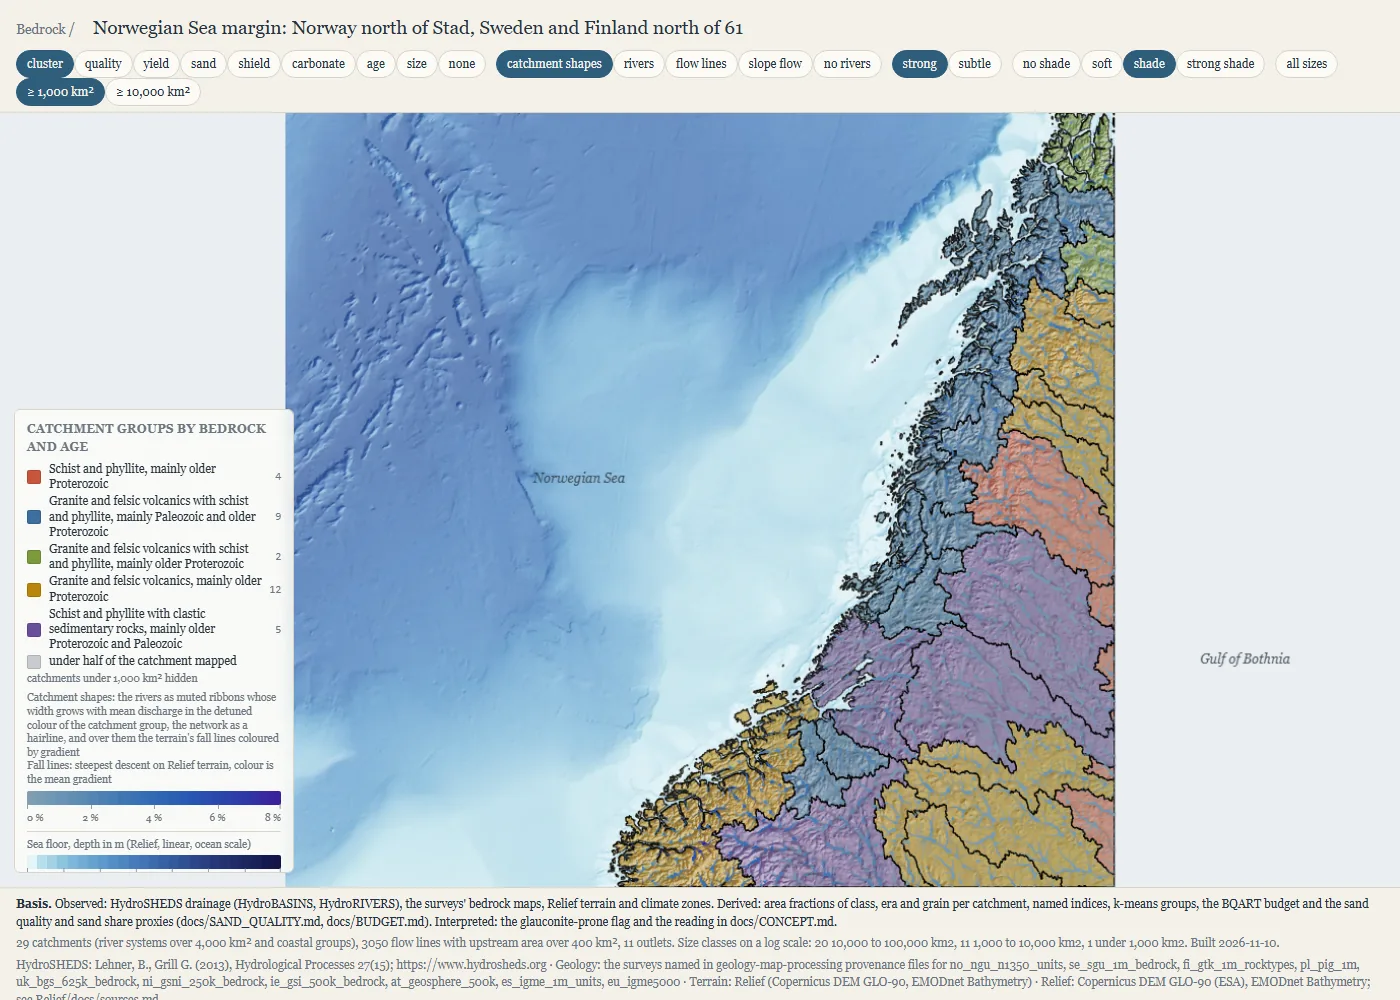 Bedrock / Norwegian Sea margin: Norway north of Stad, Sweden and Finland north of 61
cluster quality yield sand shield carbonate age size none catchment shapes rivers flow lines slope flow no rivers strong subtle no shade soft shade strong shade all sizes
≥ 1,000 km² ≥ 10,000 km²
CATCHMENT GROUPS BY BEDROCK
AND AGE
Schist and phyllite, mainly older
Proterozoic 4
Granite and felsic volcanics with schist
and phyllite, mainly Paleozoic and older 9
Proterozoic
Granite and felsic volcanics with schist
and phyllite, mainly older Proterozoic 2
Granite and felsic volcanics, mainly older
Proterozoic 12
Schist and phyllite with clastic
sedimentary rocks, mainly older 5
Proterozoic and Paleozoic
under half of the catchment mapped
catchments under 1,000 km² hidden
Catchment shapes: the rivers as muted ribbons whose
width grows with mean discharge in the detuned
colour of the catchment group, the network as a
hairline, and over them the terrain's fall lines coloured
by gradient
Fall lines: steepest descent on Relief terrain, colour is
the mean gradient
0 % 2 % 4 % 6 % 8 %
Sea floor, depth in m (Relief, linear, ocean scale)
Norwegian Sea
Gulf of Bothnia
Basis. Observed: HydroSHEDS drainage (HydroBASINS, HydroRIVERS), the surveys' bedrock maps, Relief terrain and climate zones. Derived: area fractions of class, era and grain per catchment, named indices, k-means groups, the BQART budget and the sand
quality and sand share proxies (docs/SAND_QUALITY.md, docs/BUDGET.md). Interpreted: the glauconite-prone flag and the reading in docs/CONCEPT.md.
29 catchments (river systems over 4,000 km² and coastal groups), 3050 flow lines with upstream area over 400 km², 11 outlets. Size classes on a log scale: 20 10,000 to 100,000 km2, 11 1,000 to 10,000 km2, 1 under 1,000 km2. Built 2026-11-10.
HydroSHEDS: Lehner, B., Grill G. (2013), Hydrological Processes 27(15); https://www.hydrosheds.org · Geology: the surveys named in geology-map-processing provenance files for no_ngu_n1350_units, se_sgu_1m_bedrock, fi_gtk_1m_rocktypes, pl_pig_1m,
uk_bgs_625k_bedrock, ni_gsni_250k_bedrock, ie_gsi_500k_bedrock, at_geosphere_500k, es_igme_1m_units, eu_igme5000 · Terrain: Relief (Copernicus DEM GLO-90, EMODnet Bathymetry) · Relief: Copernicus DEM GLO-90 (ESA), EMODnet Bathymetry;
see Relief/docs/sources.md